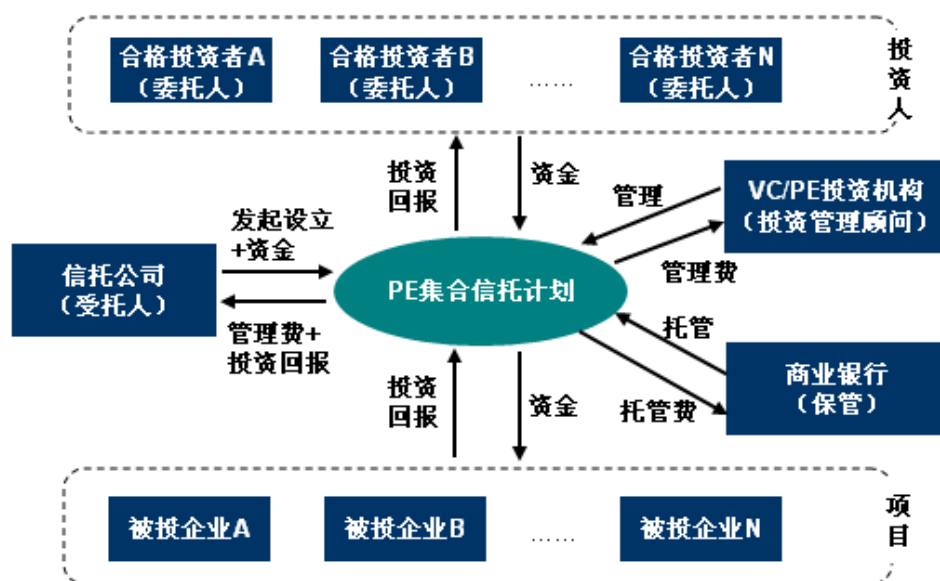 合格投资者A
（委托人）
合格投资者B
（委托人）
……
合格投资者N
（委托人）
投资人
投资
回报
资金
管理
VC/PE投资机构
（投资管理顾问）
管理费
发起设立
+资金
信托公司
（受托人）
管理费+
投资回报
PE集合信托计划
托管
商业银行
（保管）
托管费
投资
回报
资金
被投企业A
被投企业B
……
被投企业N
项目